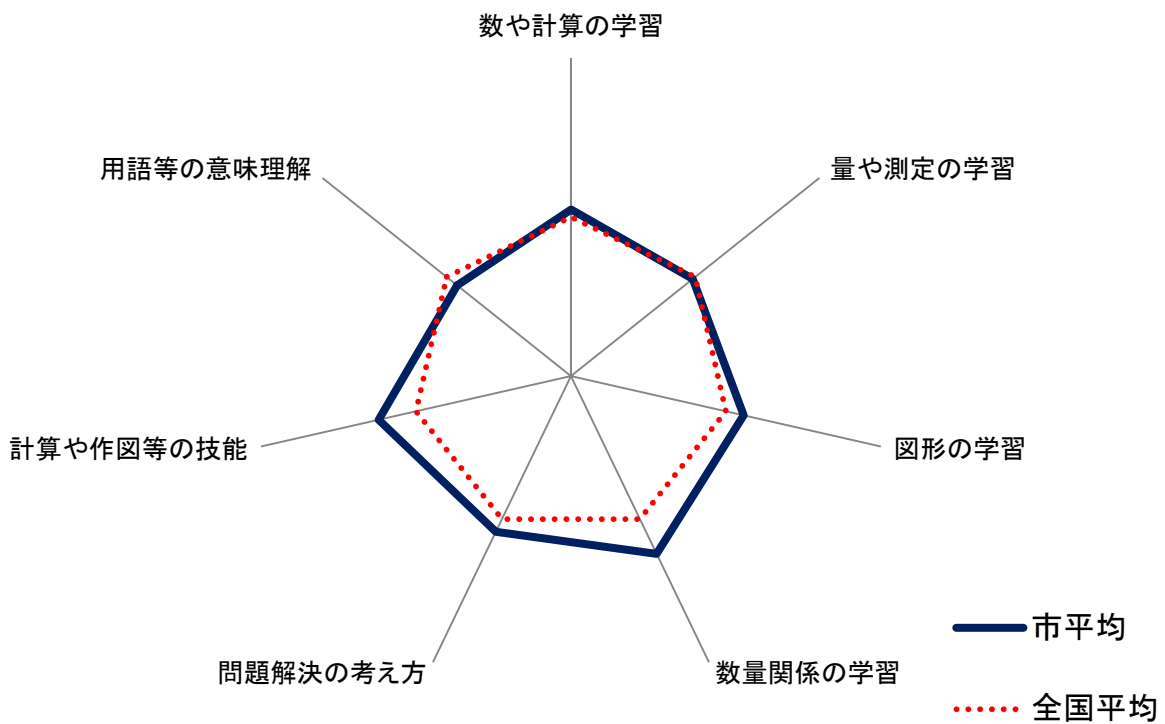 数や計算の学習
用語等の意味理解
量や測定の学習
計算や作図等の技能
図形の学習
問題解決の考え方
数量関係の学習
市平均
全国平均